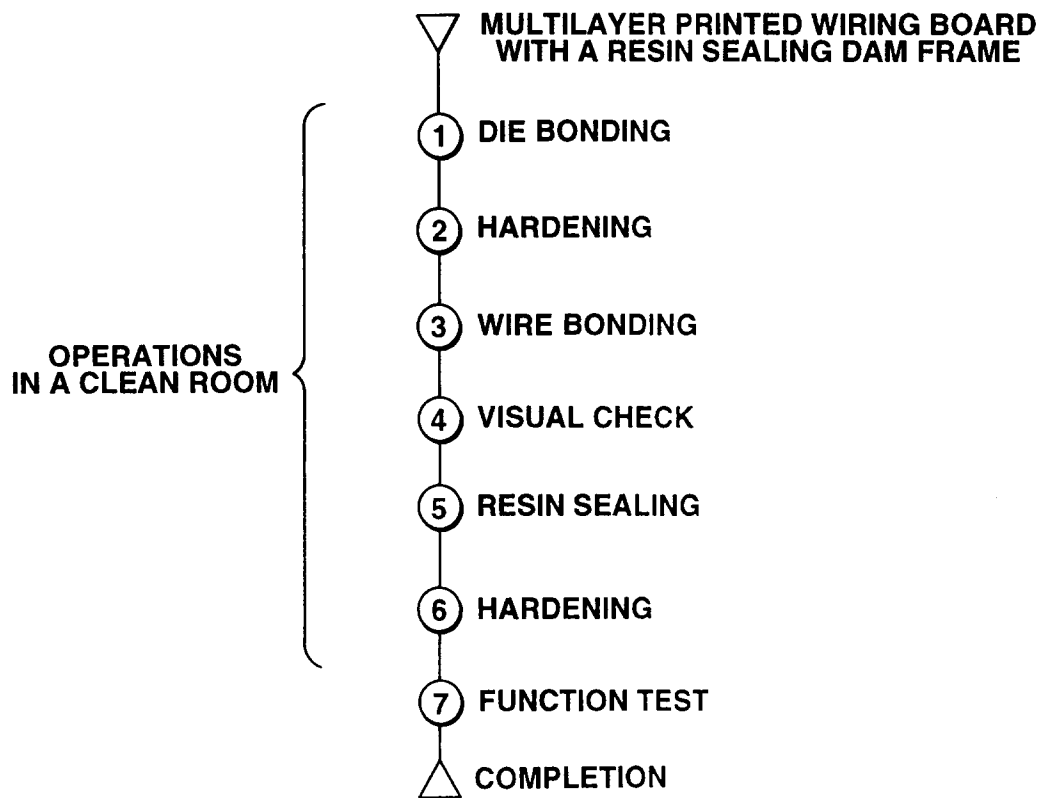 MULTILAYER PRINTED WIRING BOARD
WITH A RESIN SEALING DAM FRAME
1 DIE BONDING
2 HARDENING
3 WIRE BONDING
OPERATIONS
IN A CLEAN ROOM
4 VISUAL CHECK
5 RESIN SEALING
6 HARDENING
7 FUNCTION TEST
COMPLETION